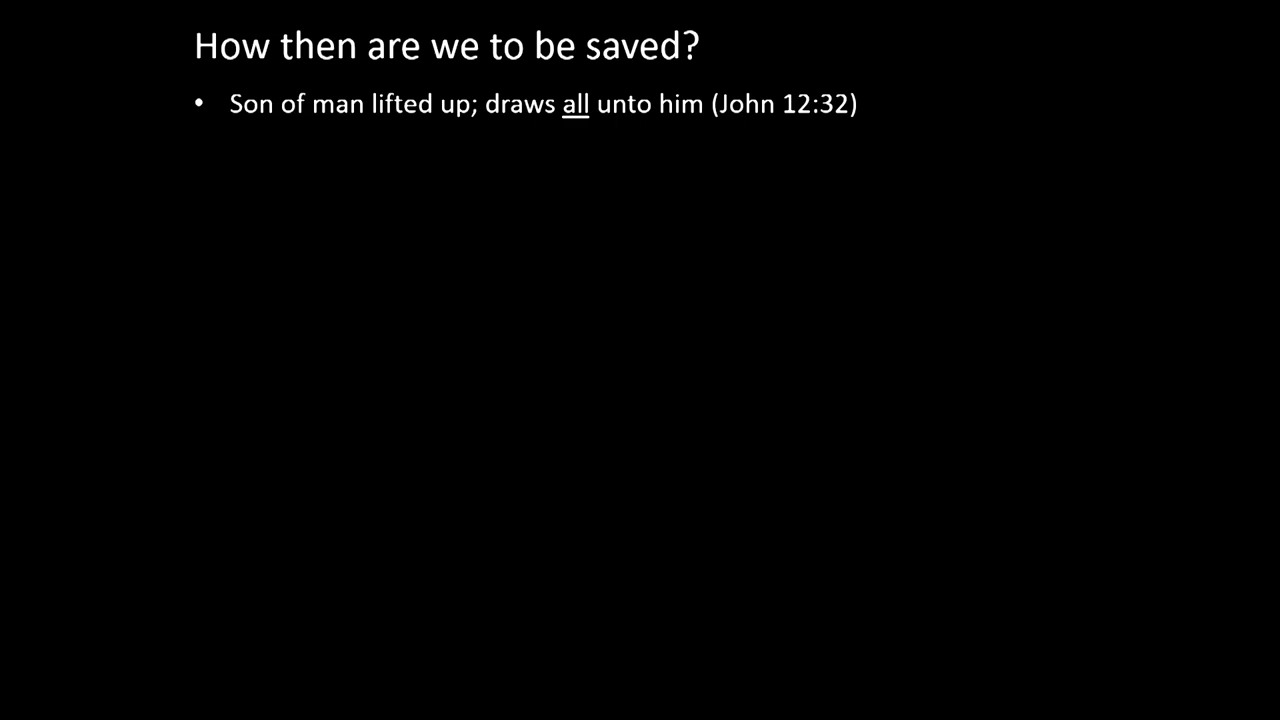 How then are we to be saved?
• Son of man lifted up; draws all unto him (John 12:32)